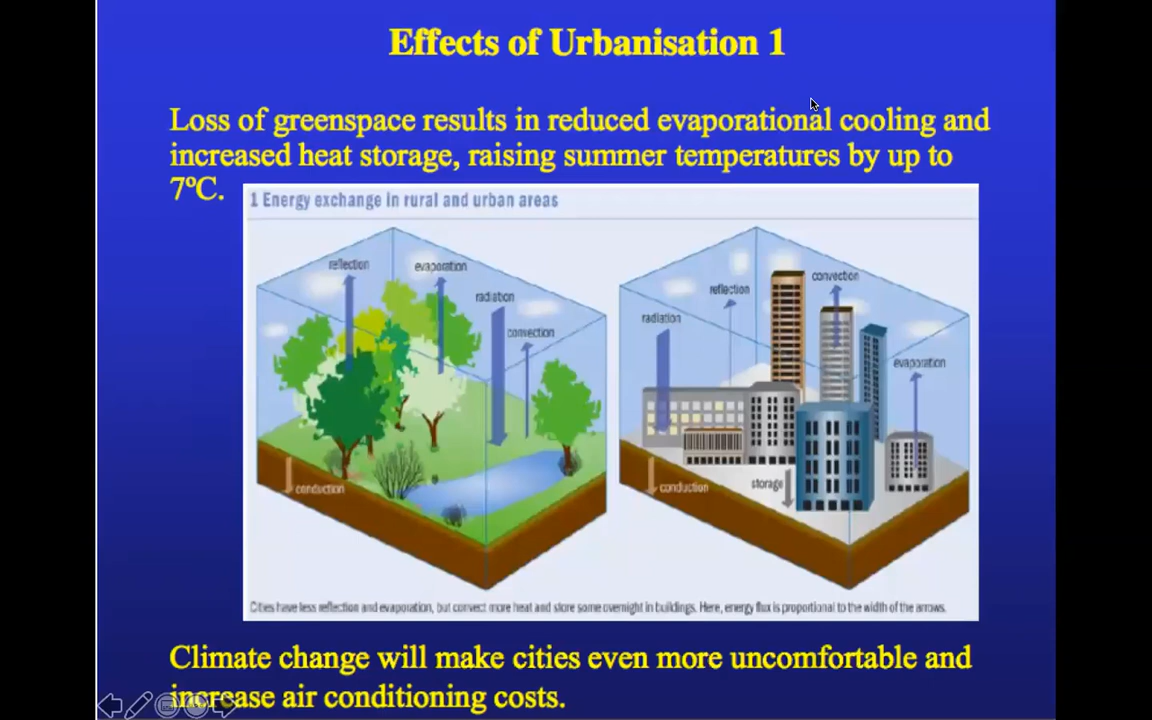 Effects of Urbanisation 1
Loss of greenspace results in reduced evaporational cooling and
increased heat storage, raising summer temperatures by up to
7ºC.
1 Energy exchange in rural and urban areas
reflection
evaporation
radiation
convection
conduction
convection
reflection
radiation
evaporation
conduction
storage
Cities have less reflection and evaporation, but convect more heat and store some overnight in buildings. Here, energy flux is proportional to the width of the arrows.
Climate change will make cities even more uncomfortable and
increase air conditioning costs.